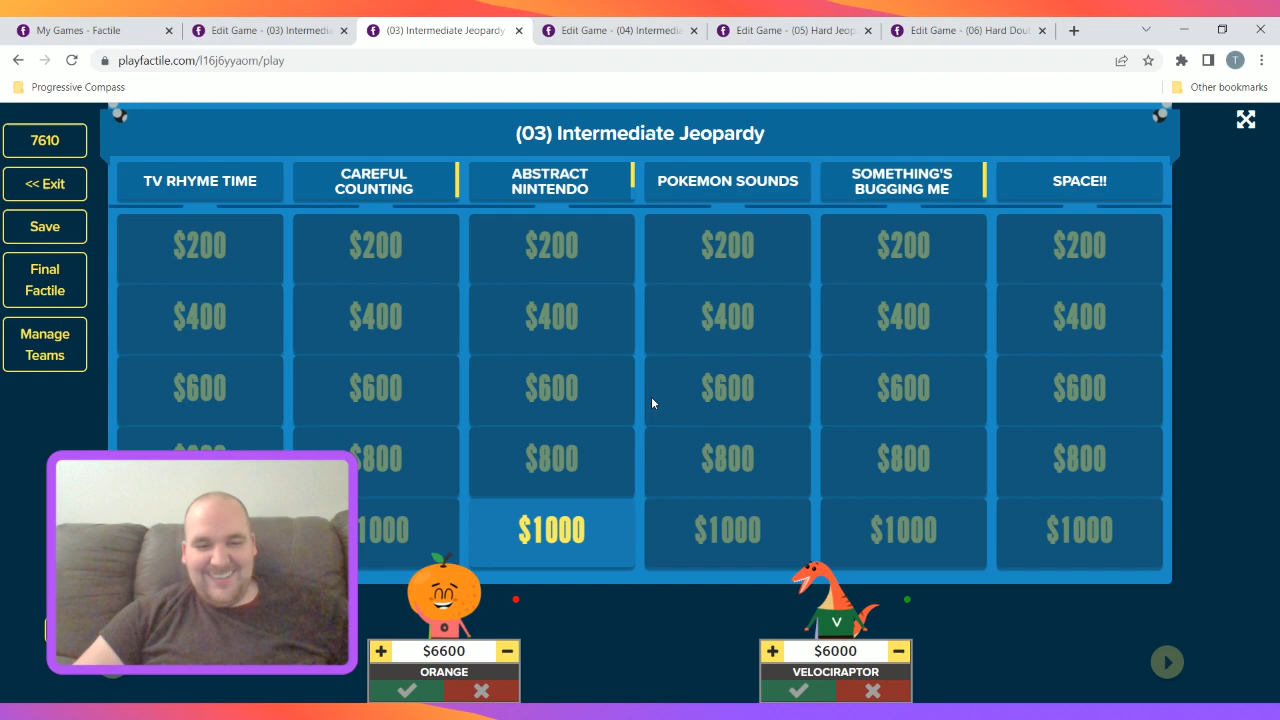 My Games - Factile
Edit Game - (03) Intermedia
(03) Intermediate Jeopardy
Edit Game - (04) Intermedia
Edit Game - (05) Hard Jeop
Edit Game - (06) Hard Dou
playfactile.com/l16j6yyaom/play
T
Progressive Compass
Other bookmarks
7610
<< Exit
Save
Final
Factile
Manage
Teams
(03) Intermediate Jeopardy
TV RHYME TIME
CAREFUL
COUNTING
ABSTRACT
NINTENDO
POKEMON SOUNDS
SOMETHING'S
BUGGING ME
SPACE!!
$200 $200 $200 $200 $200 $200
$400 $400 $400 $400 $400 $400
$600 $600 $600 $600 $600 $600
$800 $800 $800 $800 $800
1000 $1000 $1000 $1000 $1000
V
+ $6600 −
ORANGE
+ $6000 −
VELOCIRAPTOR